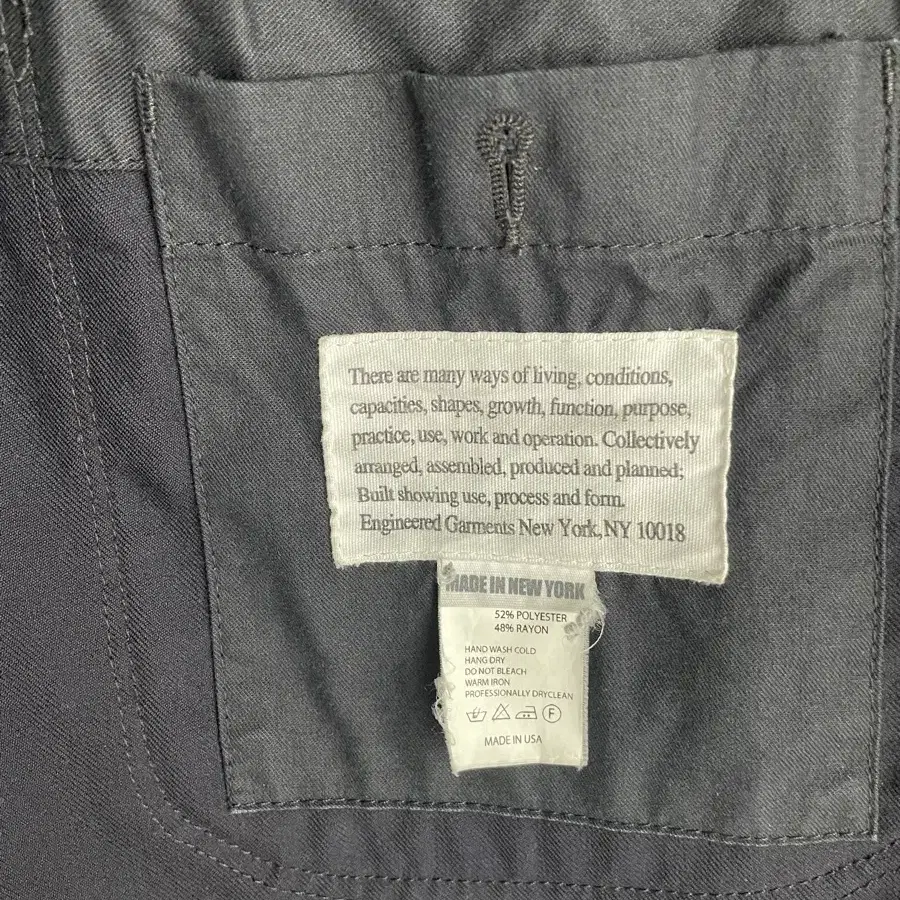 There are many ways of living, conditions,
capacities, shapes, growth, function, purpose,
practice, use, work and operation. Collectively
arranged, assembled, produced and planned;
Built showing use, process and form.
Engineered Garments New York, NY 10018
MADE IN NEW YORK
52% POLYESTER
48% RAYON
HAND WASH COLD
HANG DRY
DO NOT BLEACH
WARM IRON
PROFESSIONALLY DRYCLEAN
F
MADE IN USA